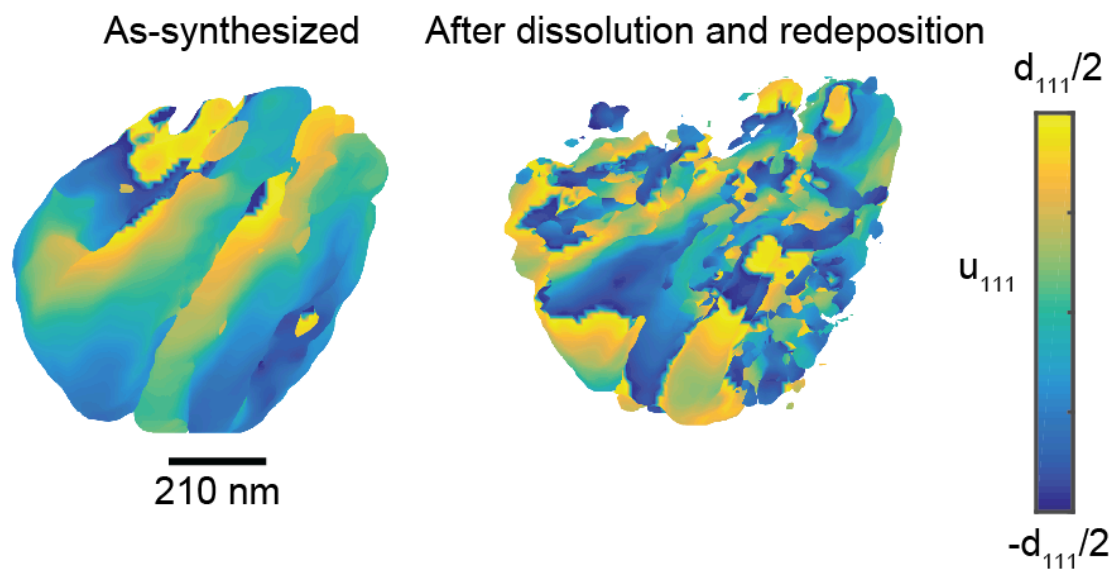 As-synthesized
After dissolution and redeposition
d₁₁₁/2
u₁₁₁
-d₁₁₁/2
210 nm